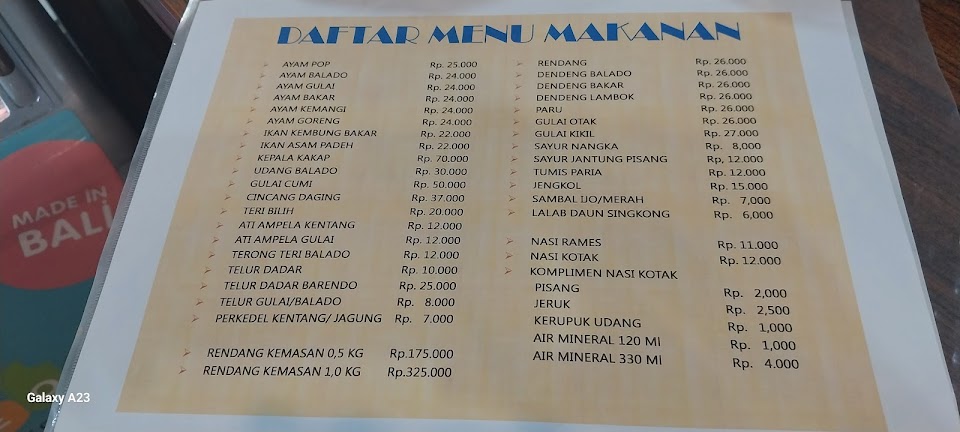 DAFTAR MENU MAKANAN
AYAM POP Rp. 25.000
AYAM BALADO Rp. 24.000
AYAM GULAI Rp. 24.000
AYAM BAKAR Rp. 24.000
AYAM KEMANGI Rp. 24.000
AYAM GORENG Rp. 24.000
IKAN KEMBUNG BAKAR Rp. 22.000
IKAN ASAM PADEH Rp. 22.000
KEPALA KAKAP Rp. 70.000
UDANG BALADO Rp. 30.000
GULAI CUMI Rp. 50.000
CINCANG DAGING Rp. 37.000
TERI BILIH Rp. 20.000
ATI AMPELA KENTANG Rp. 12.000
ATI AMPELA GULAI Rp. 12.000
TERONG TERI BALADO Rp. 12.000
TELUR DADAR Rp. 10.000
TELUR DADAR BARENDO Rp. 25.000
TELUR GULAI/BALADO Rp. 8.000
PERKEDEL KENTANG/ JAGUNG Rp. 7.000
RENDANG KEMASAN 0,5 KG Rp.175.000
RENDANG KEMASAN 1,0 KG Rp.325.000
RENDANG Rp. 26.000
DENDENG BALADO Rp. 26.000
DENDENG BAKAR Rp. 26.000
DENDENG LAMBOK Rp. 26.000
PARU Rp. 26.000
GULAI OTAK Rp. 26.000
GULAI KIKIL Rp. 27.000
SAYUR NANGKA Rp. 8,000
SAYUR JANTUNG PISANG Rp, 12.000
TUMIS PARIA Rp. 12.000
JENGKOL Rp. 15.000
SAMBAL IJO/MERAH Rp. 7,000
LALAB DAUN SINGKONG Rp. 6,000
NASI RAMES Rp. 11.000
NASI KOTAK Rp. 12.000
KOMPLIMEN NASI KOTAK
PISANG Rp. 2,000
JERUK Rp. 2,500
KERUPUK UDANG Rp. 1,000
AIR MINERAL 120 Ml Rp. 1,000
AIR MINERAL 330 Ml Rp. 4.000
MADE IN
BALI
Galaxy A23